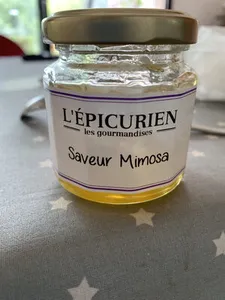 L'ÉPICURIEN
les gourmandises
Saveur Mimosa